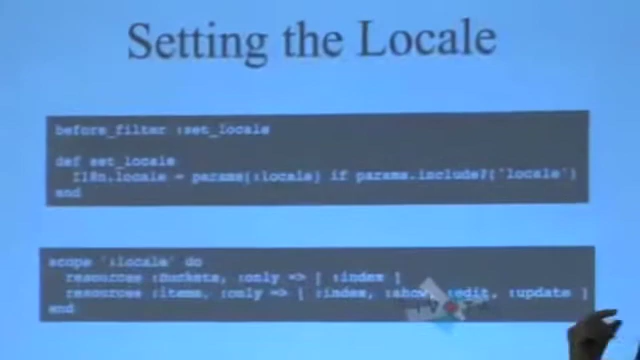 Setting the Locale
before_filter :set_locale
def set_locale
I18n.locale = params[:locale] if params.include?('locale')
end
scope ':locale' do
resources :markets, :only => [ :index ]
resources :items, :only => [ :index, :show, :edit, :update ]
end